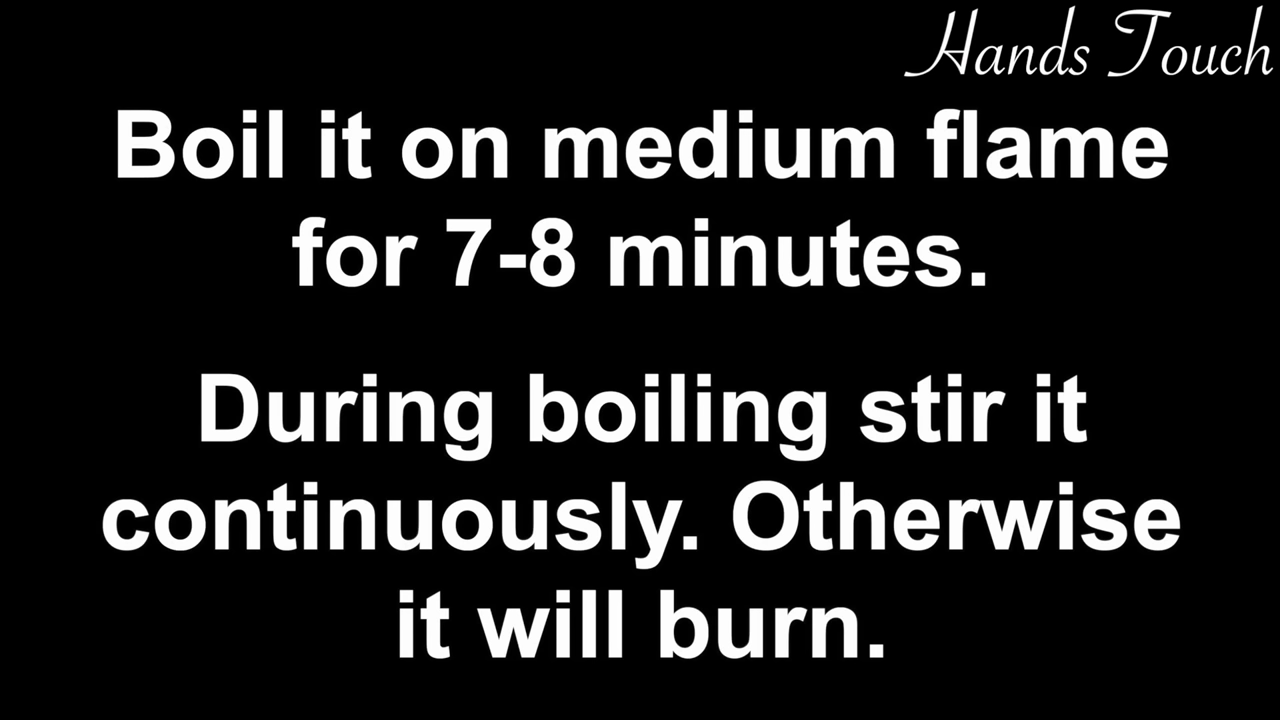 Hands Touch
Boil it on medium flame
for 7-8 minutes.
During boiling stir it
continuously. Otherwise
it will burn.